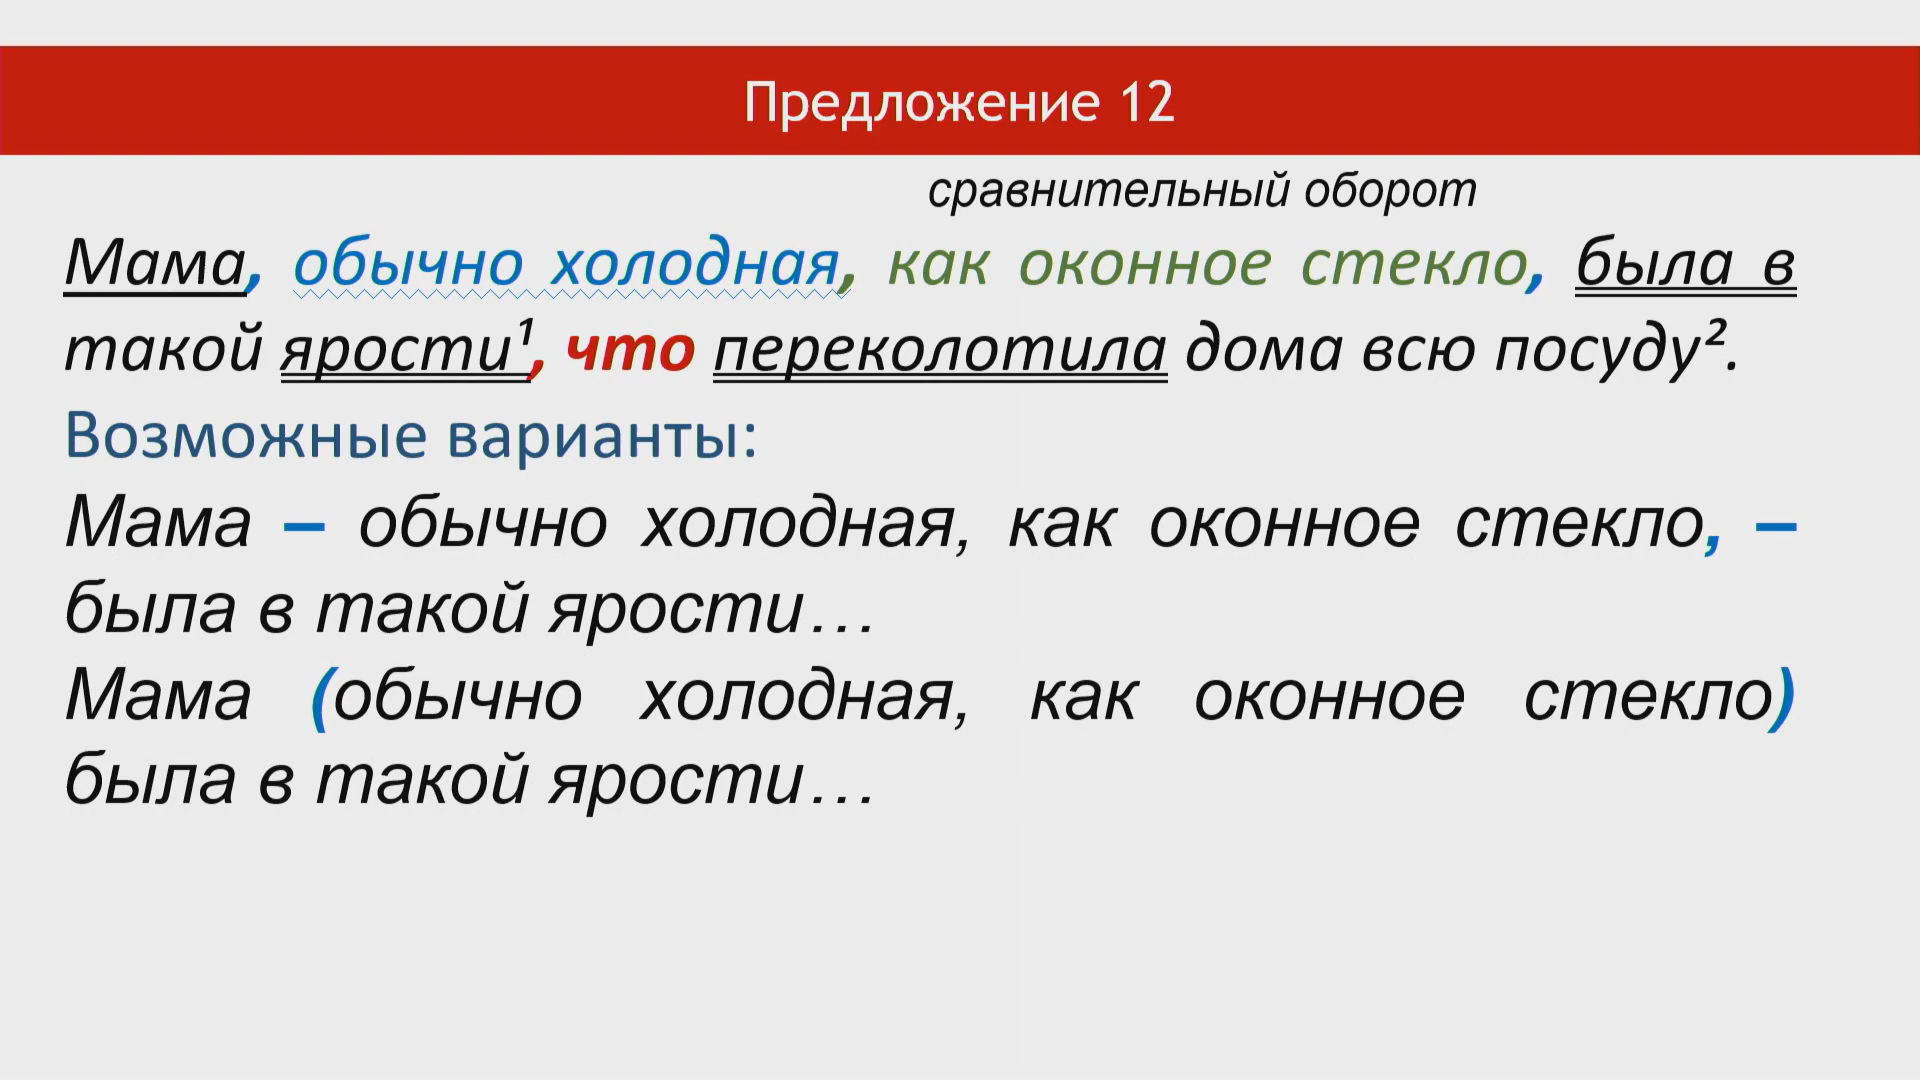 Предложение 12
сравнительный оборот
Мама, обычно холодная, как оконное стекло, была в
такой ярости¹, что переколотила дома всю посуду².
Возможные варианты:
Мама – обычно холодная, как оконное стекло, –
была в такой ярости…
Мама (обычно холодная, как оконное стекло)
была в такой ярости…